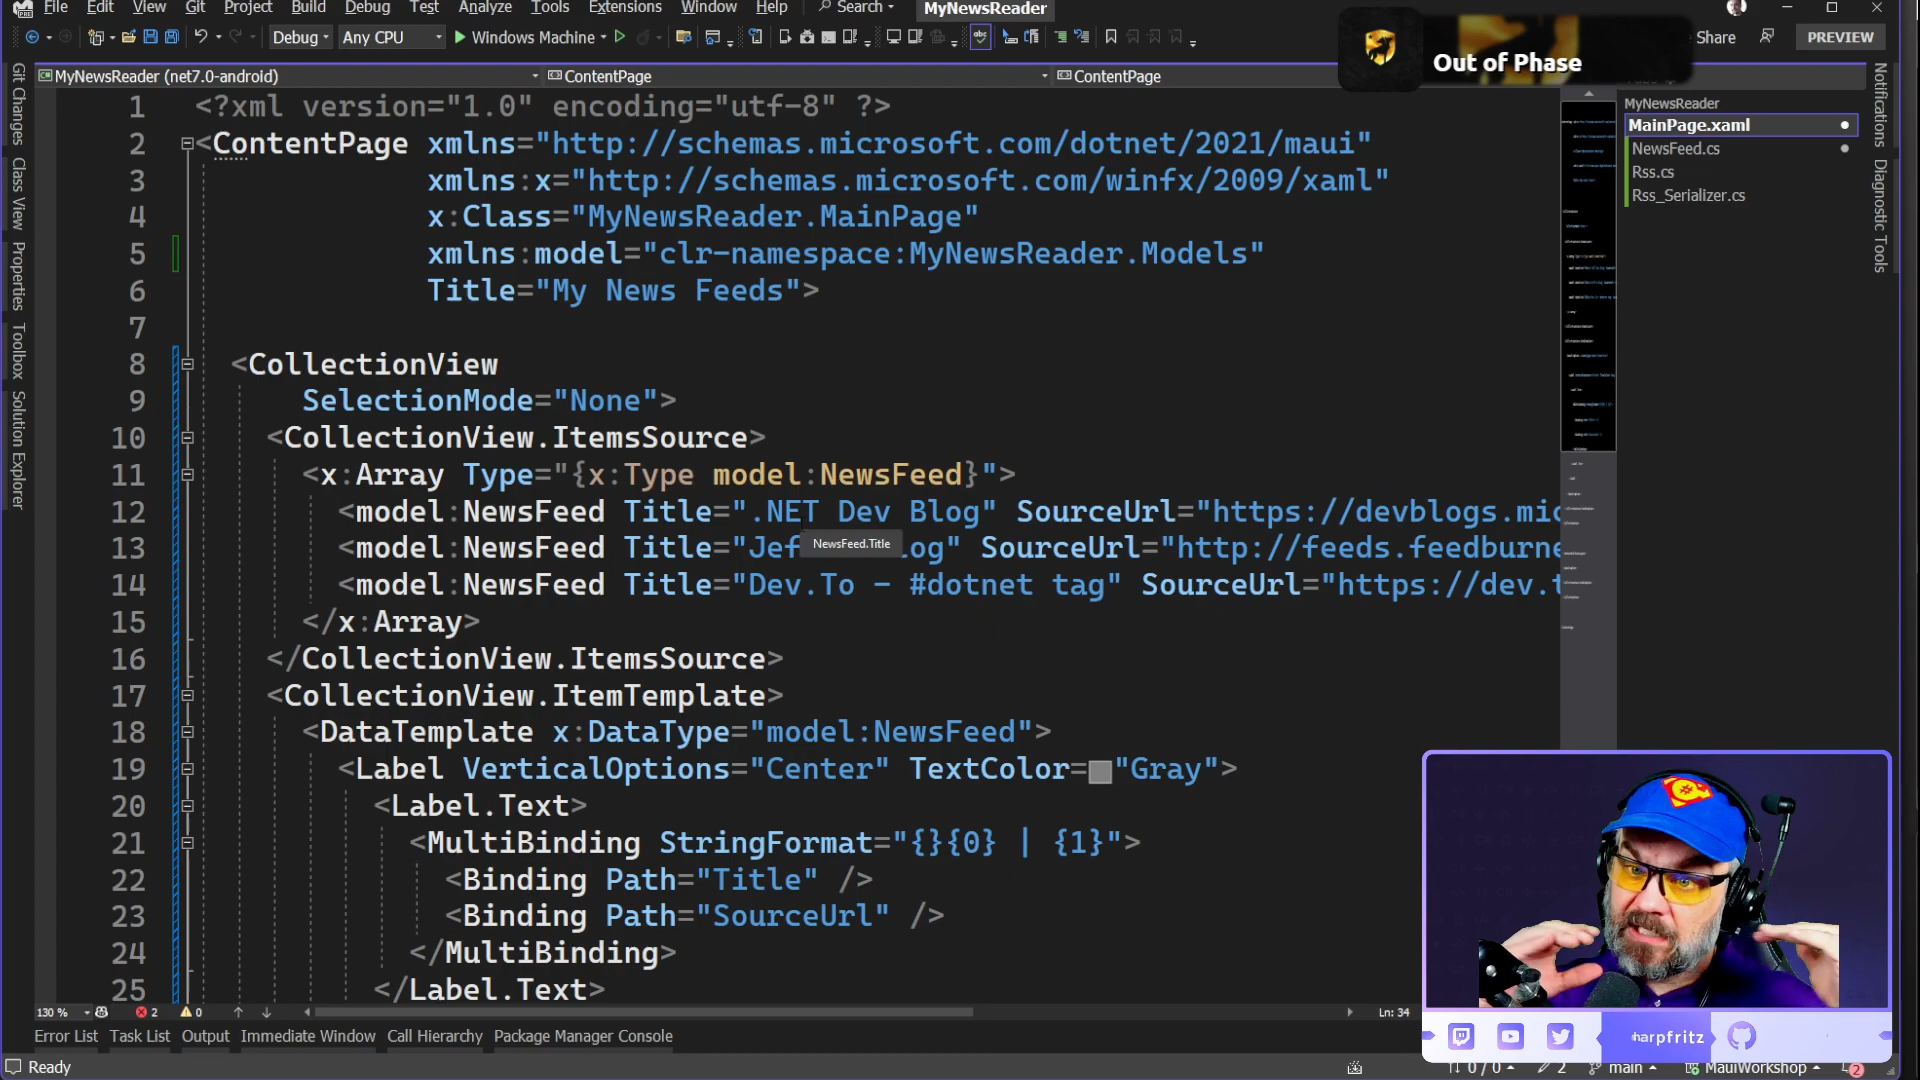 File Edit View Git Project Build Debug Test Analyze Tools Extensions Window Help Search MyNewsReader
Debug Any CPU Windows Machine Share PREVIEW
Out of Phase
MyNewsReader (net7.0-android) ContentPage ContentPage
1 <?xml version="1.0" encoding="utf-8" ?>
2 <ContentPage xmlns="http://schemas.microsoft.com/dotnet/2021/maui"
3 xmlns:x="http://schemas.microsoft.com/winfx/2009/xaml"
4 x:Class="MyNewsReader.MainPage"
5 xmlns:model="clr-namespace:MyNewsReader.Models"
6 Title="My News Feeds">
7
8 <CollectionView
9 SelectionMode="None">
10 <CollectionView.ItemsSource>
11 <x:Array Type="{x:Type model:NewsFeed}">
12 <model:NewsFeed Title=".NET Dev Blog" SourceUrl="https://devblogs.mic
13 <model:NewsFeed Title="Jef og" SourceUrl="http://feeds.feedburne
NewsFeed.Title
14 <model:NewsFeed Title="Dev.To - #dotnet tag" SourceUrl="https://dev.t
15 </x:Array>
16 </CollectionView.ItemsSource>
17 <CollectionView.ItemTemplate>
18 <DataTemplate x:DataType="model:NewsFeed">
19 <Label VerticalOptions="Center" TextColor="Gray">
20 <Label.Text>
21 <MultiBinding StringFormat="{}{0} | {1}">
22 <Binding Path="Title" />
23 <Binding Path="SourceUrl" />
24 </MultiBinding>
25 </Label.Text>
Git Changes
Class View
Properties
Toolbox
Solution Explorer
MyNewsReader
MainPage.xaml
NewsFeed.cs
Rss.cs
Rss_Serializer.cs
Notifications
Diagnostic Tools
130 % 2 0 Ln: 34
Error List Task List Output Immediate Window Call Hierarchy Package Manager Console
harpfritz
Ready 0 / 0 2 main MauiWorkshop 2